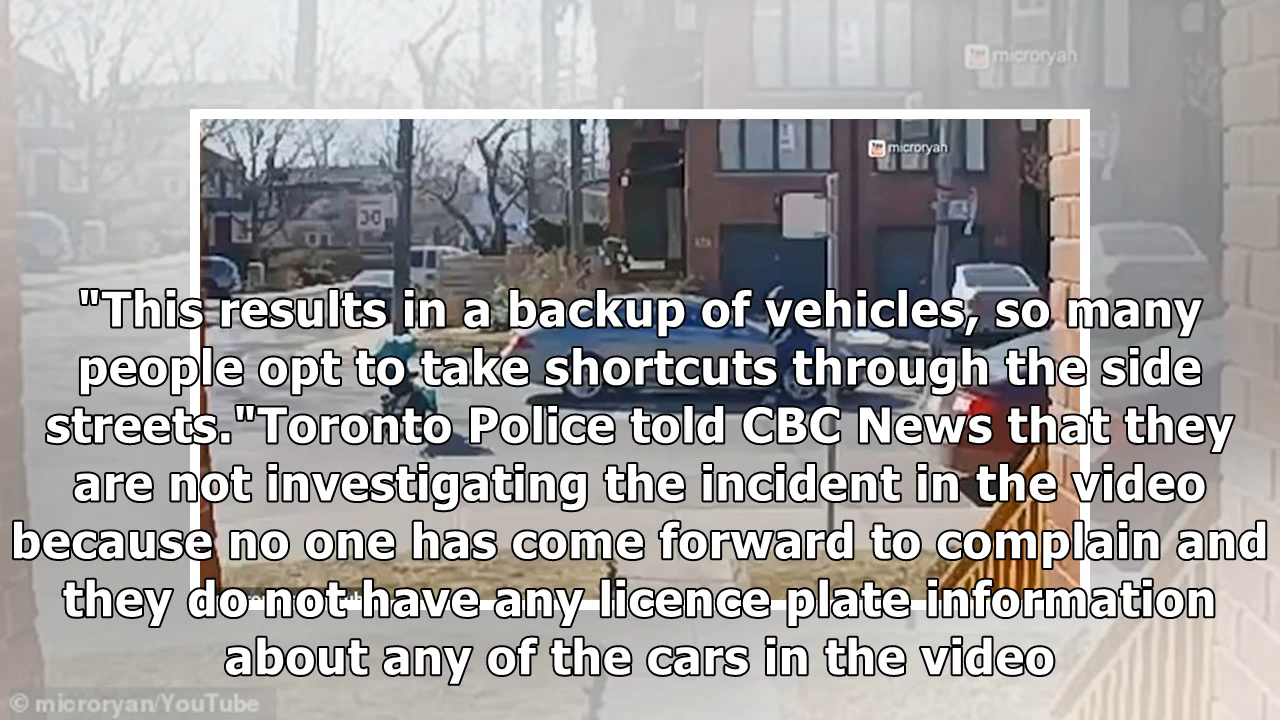 microryan
microryan
30
"This results in a backup of vehicles, so many
people opt to take shortcuts through the side
streets."Toronto Police told CBC News that they
are not investigating the incident in the video
because no one has come forward to complain and
they do not have any licence plate information
about any of the cars in the video
© microryan/YouTube